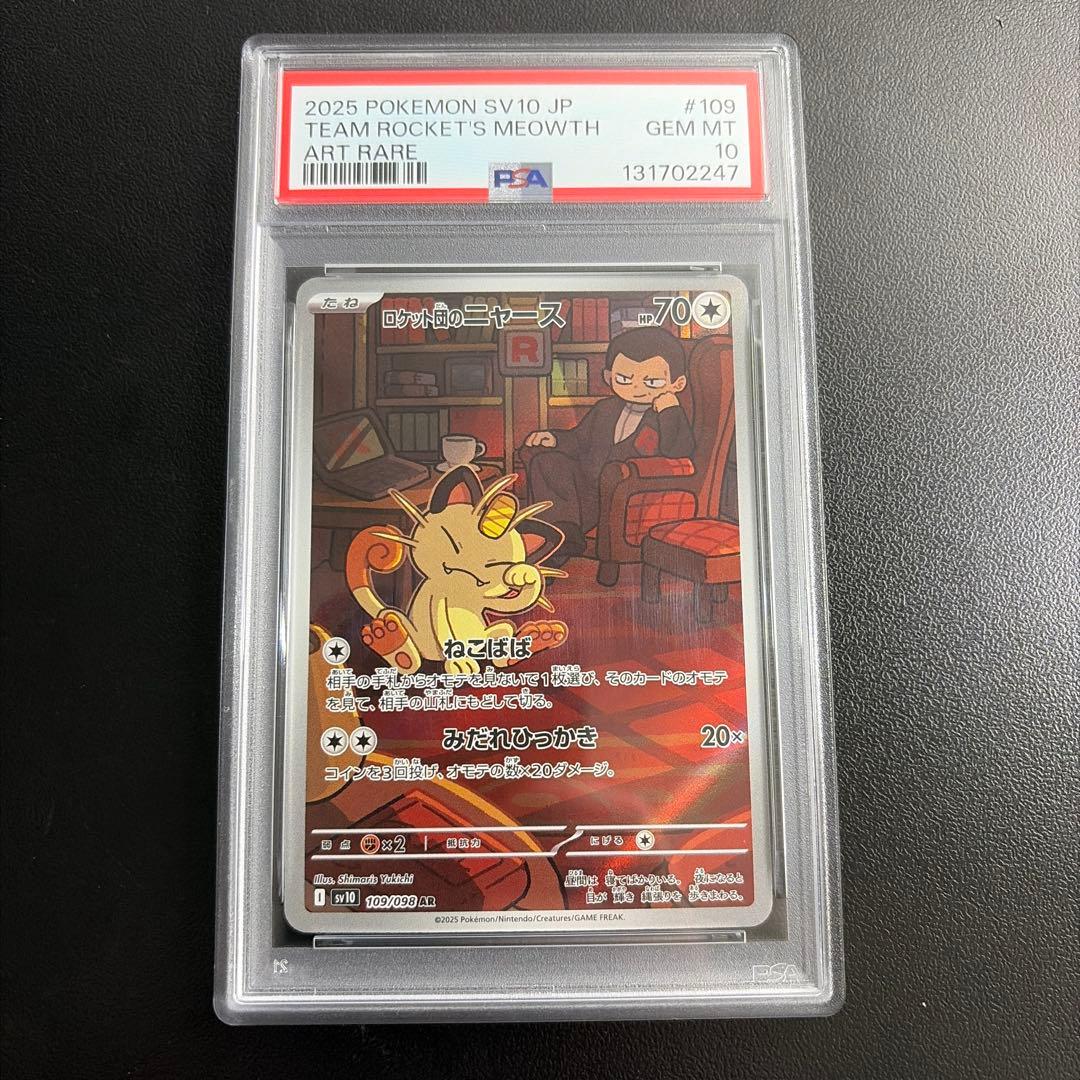 2025 POKEMON SV10 JP #109
TEAM ROCKET'S MEOWTH GEM MT
ART RARE 10
PSA 131702247
たね ロケット団のニャース HP70
だん
R
ねこばば
相手の手札からオモテを見ないで1枚選び、そのカードのオモテ
を見て、相手の山札にもどして切る。
みだれひっかき 20×
コインを3回投げ、オモテの数×20ダメージ。
弱点 ×2 抵抗力 にげる
Illus. Shimaris Yukichi
I sv10 109/098 AR
昼間は 寝てばかりいる。 夜になると
目が 輝き 縄張りを 歩きまわる。
©2025 Pokémon/Nintendo/Creatures/GAME FREAK.
PSA